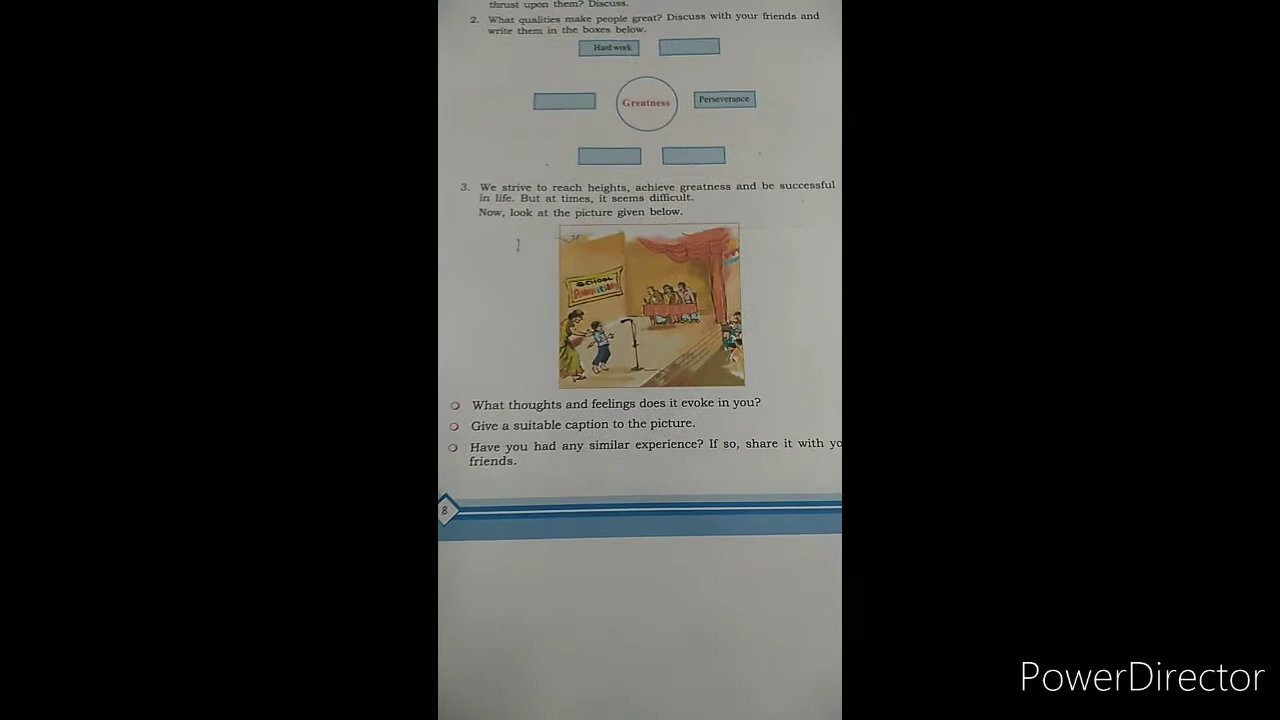 thrust upon them? Discuss.
2. What qualities make people great? Discuss with your friends and
write them in the boxes below.
Hard work
Greatness
Perseverance
3. We strive to reach heights, achieve greatness and be successful
in life. But at times, it seems difficult.
Now, look at the picture given below.
SCHOOL
What thoughts and feelings does it evoke in you?
Give a suitable caption to the picture.
Have you had any similar experience? If so, share it with yo
friends.
8
PowerDirector